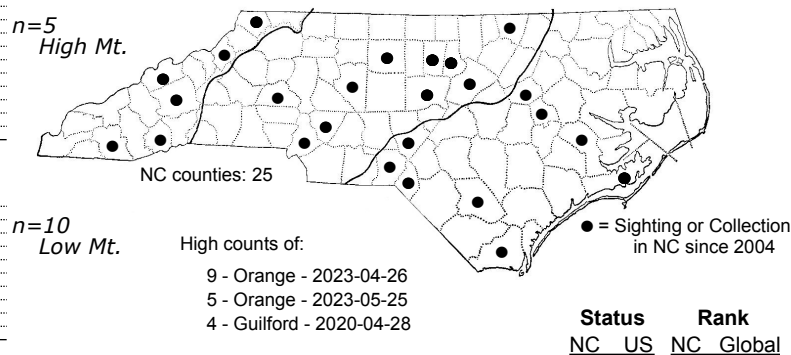 n=5
High Mt.
NC counties: 25
n=10
Low Mt.
High counts of:
9 - Orange - 2023-04-26
5 - Orange - 2023-05-25
4 - Guilford - 2020-04-28
● = Sighting or Collection
in NC since 2004
Status Rank
NC US NC Global